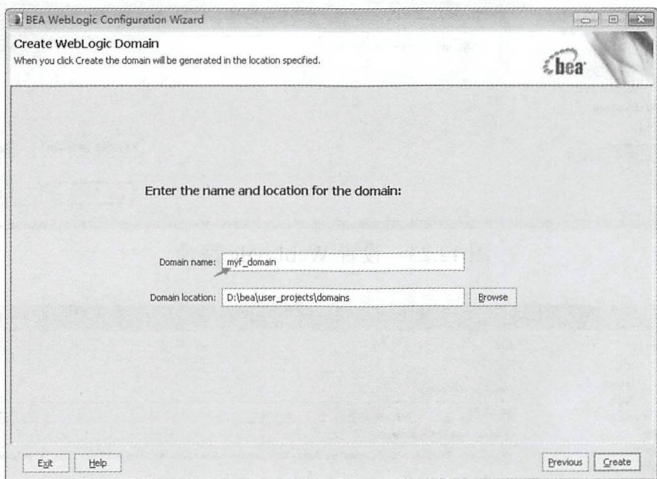 BEA WebLogic Configuration Wizard
Create WebLogic Domain
When you click Create the domain will be generated in the location specified.
bea
Enter the name and location for the domain:
Domain name: myf_domain
Domain location: D:\bea\user_projects\domains Browse
Exit Help Previous Create